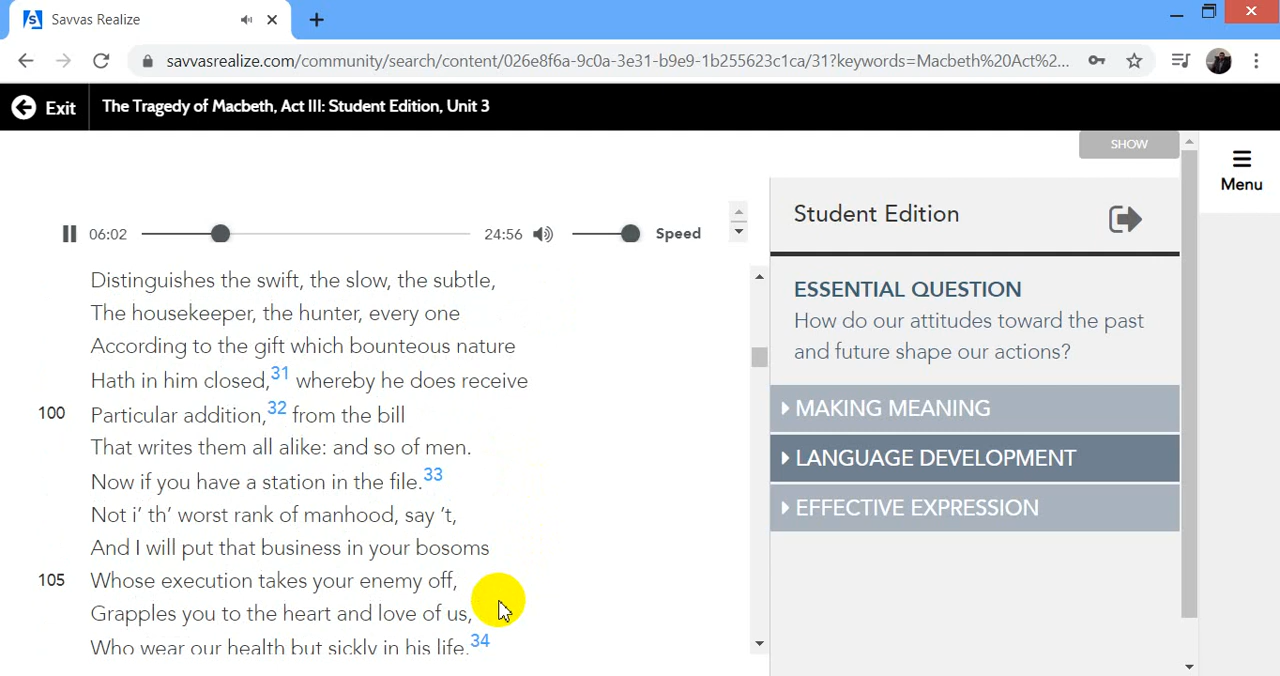 Savvas Realize
savvasrealize.com/community/search/content/026e8f6a-9c0a-3e31-b9e9-1b255623c1ca/31?keywords=Macbeth%20Act%2...
Exit
The Tragedy of Macbeth, Act III: Student Edition, Unit 3
SHOW
Menu
06:02
24:56
Speed
Distinguishes the swift, the slow, the subtle,
The housekeeper, the hunter, every one
According to the gift which bounteous nature
Hath in him closed,31 whereby he does receive
100 Particular addition,32 from the bill
That writes them all alike: and so of men.
Now if you have a station in the file.33
Not i’ th’ worst rank of manhood, say ’t,
And I will put that business in your bosoms
105 Whose execution takes your enemy off,
Grapples you to the heart and love of us,
Who wear our health but sickly in his life.34
Student Edition
ESSENTIAL QUESTION
How do our attitudes toward the past
and future shape our actions?
MAKING MEANING
LANGUAGE DEVELOPMENT
EFFECTIVE EXPRESSION